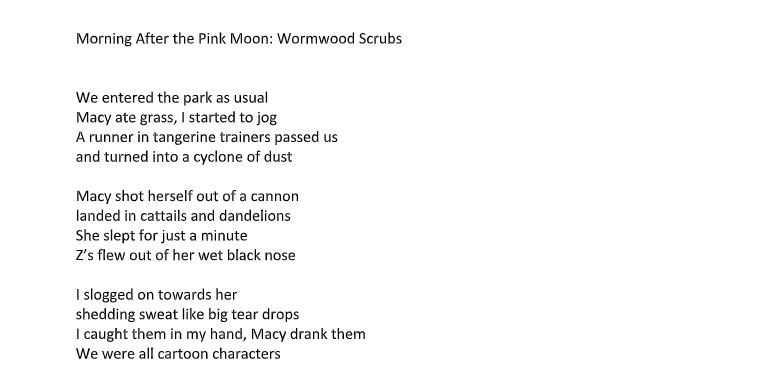 Morning After the Pink Moon: Wormwood Scrubs
We entered the park as usual
Macy ate grass, I started to jog
A runner in tangerine trainers passed us
and turned into a cyclone of dust
Macy shot herself out of a cannon
landed in cattails and dandelions
She slept for just a minute
Z’s flew out of her wet black nose
I slogged on towards her
shedding sweat like big tear drops
I caught them in my hand, Macy drank them
We were all cartoon characters